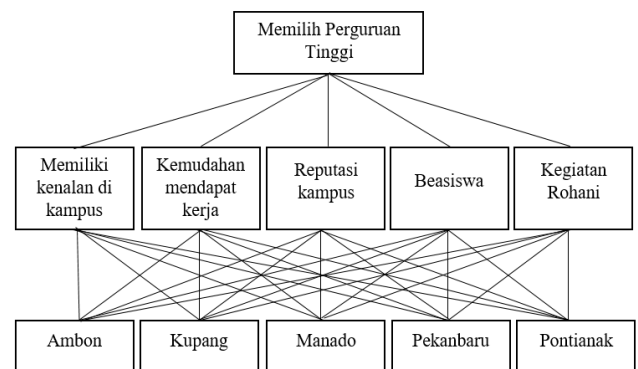 Memilih Perguruan
Tinggi
Memiliki
kenalan di
kampus
Kemudahan
mendapat
kerja
Reputasi
kampus
Beasiswa
Kegiatan
Rohani
Ambon
Kupang
Manado
Pekanbaru
Pontianak